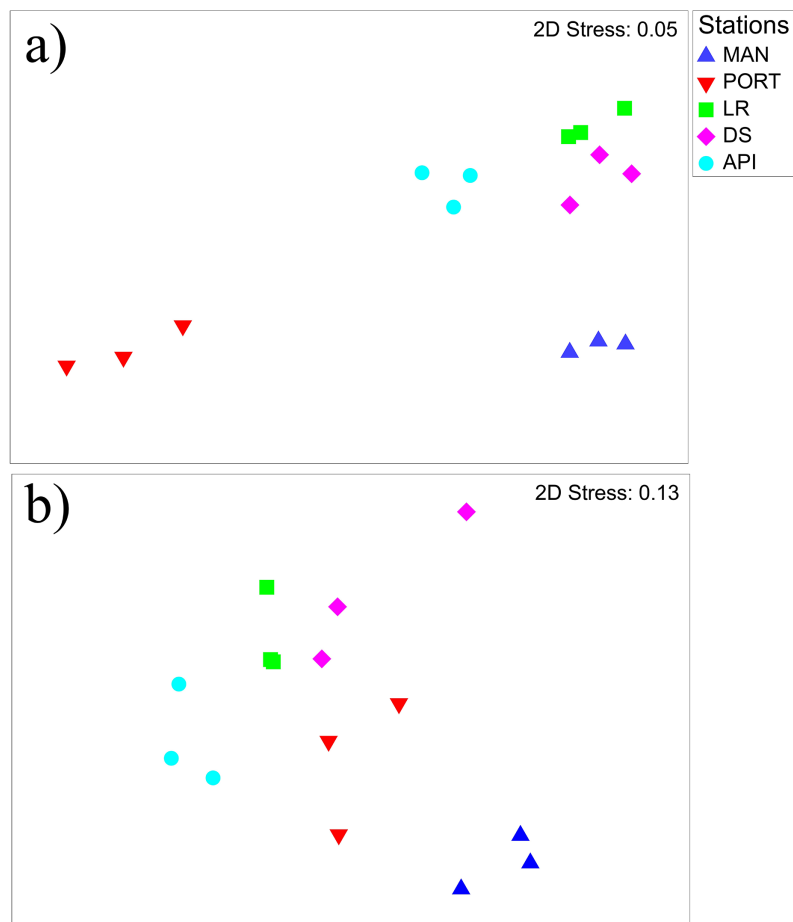 a)
2D Stress: 0.05
Stations
MAN
PORT
LR
DS
API
b)
2D Stress: 0.13